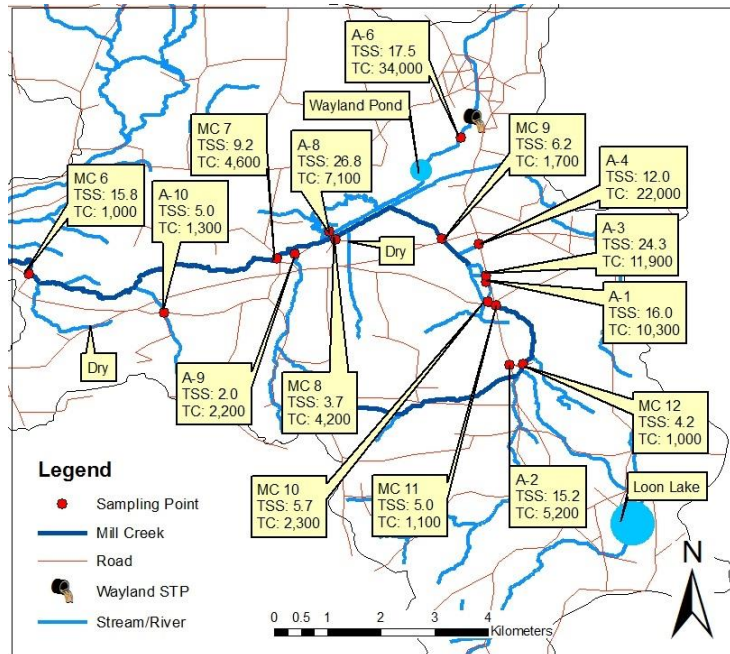 A-6
TSS: 17.5
TC: 34,000
Wayland Pond
MC 7
TSS: 9.2
TC: 4,600
A-8
TSS: 26.8
TC: 7,100
MC 9
TSS: 6.2
TC: 1,700
A-4
TSS: 12.0
TC: 22,000
MC 6
TSS: 15.8
TC: 1,000
A-10
TSS: 5.0
TC: 1,300
A-3
TSS: 24.3
TC: 11,900
Dry
A-1
TSS: 16.0
TC: 10,300
Dry
A-9
TSS: 2.0
TC: 2,200
MC 8
TSS: 3.7
TC: 4,200
MC 12
TSS: 4.2
TC: 1,000
MC 10
TSS: 5.7
TC: 2,300
MC 11
TSS: 5.0
TC: 1,100
A-2
TSS: 15.2
TC: 5,200
Loon Lake
Legend
Sampling Point
Mill Creek
Road
Wayland STP
Stream/River
N
0 0.5 1 2 3 4
Kilometers